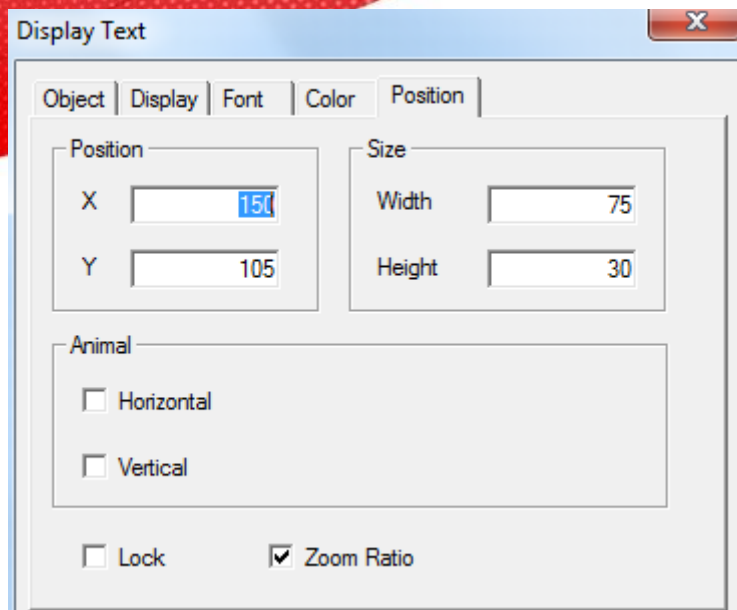 Display Text
Object Display Font Color Position
Position
X 150
Y 105
Size
Width 75
Height 30
Animal
Horizontal
Vertical
Lock Zoom Ratio